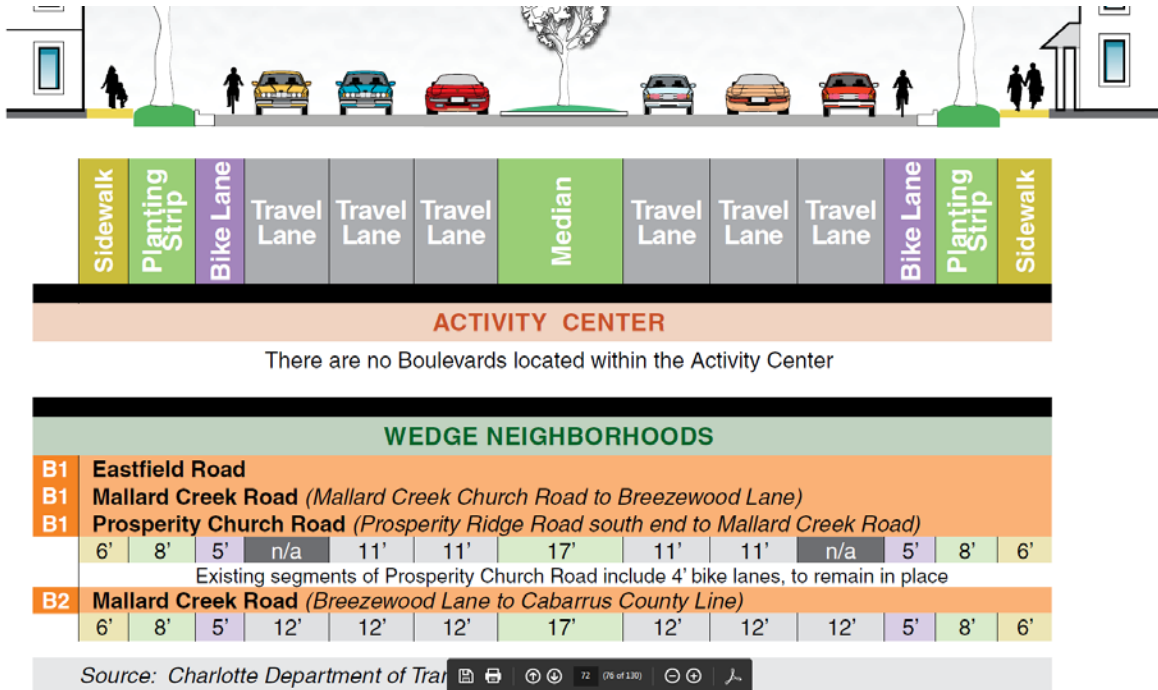 Sidewalk
Planting
Strip
Bike Lane
Travel
Lane
Travel
Lane
Travel
Lane
Median
Travel
Lane
Travel
Lane
Travel
Lane
Bike Lane
Planting
Strip
Sidewalk
ACTIVITY CENTER
There are no Boulevards located within the Activity Center
WEDGE NEIGHBORHOODS
B1 Eastfield Road
B1 Mallard Creek Road (Mallard Creek Church Road to Breezewood Lane)
B1 Prosperity Church Road (Prosperity Ridge Road south end to Mallard Creek Road)
6' 8' 5' n/a 11' 11' 17' 11' 11' n/a 5' 8' 6'
Existing segments of Prosperity Church Road include 4' bike lanes, to remain in place
B2 Mallard Creek Road (Breezewood Lane to Cabarrus County Line)
6' 8' 5' 12' 12' 12' 17' 12' 12' 12' 5' 8' 6'
Source: Charlotte Department of
72 (76 of 130)